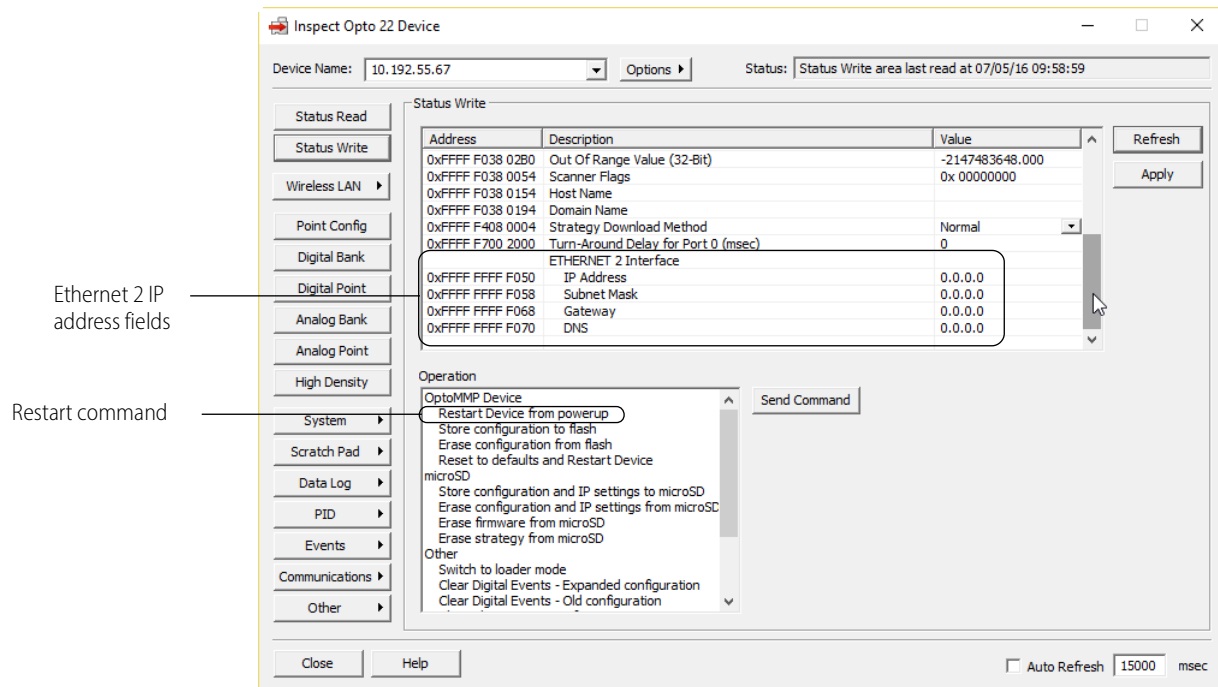 Inspect Opto 22 Device
Device Name: 10.192.55.67 Options Status: Status Write area last read at 07/05/16 09:58:59
Status Read
Status Write
Wireless LAN
Point Config
Digital Bank
Digital Point
Analog Bank
Analog Point
High Density
System
Scratch Pad
Data Log
PID
Events
Communications
Other
Status Write
Address Description Value
0xFFFF F038 02B0 Out Of Range Value (32-Bit) -2147483648.000
0xFFFF F038 0054 Scanner Flags 0x 00000000
0xFFFF F038 0154 Host Name
0xFFFF F038 0194 Domain Name
0xFFFF F408 0004 Strategy Download Method Normal
0xFFFF F700 2000 Turn-Around Delay for Port 0 (msec) 0
ETHERNET 2 Interface
0xFFFF FFFF F050 IP Address 0.0.0.0
0xFFFF FFFF F058 Subnet Mask 0.0.0.0
0xFFFF FFFF F068 Gateway 0.0.0.0
0xFFFF FFFF F070 DNS 0.0.0.0
Refresh
Apply
Ethernet 2 IP
address fields
Restart command
Operation
OptoMMP Device
Restart Device from powerup
Store configuration to flash
Erase configuration from flash
Reset to defaults and Restart Device
microSD
Store configuration and IP settings to microSD
Erase configuration and IP settings from microSD
Erase firmware from microSD
Erase strategy from microSD
Other
Switch to loader mode
Clear Digital Events - Expanded configuration
Clear Digital Events - Old configuration
Send Command
Close Help Auto Refresh 15000 msec